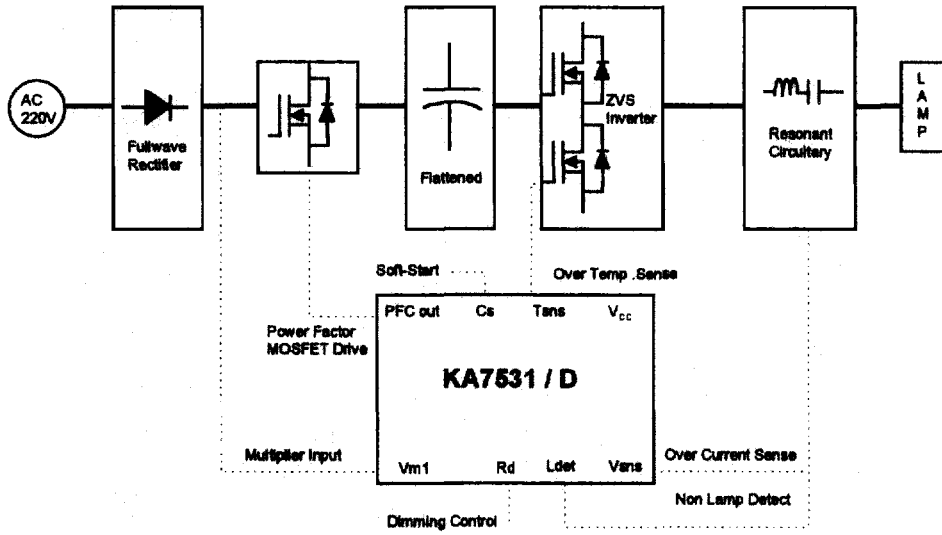 AC
220V
Fullwave
Rectifier
Flattened
ZVS
Inverter
Resonant
Circuitary
L
A
M
P
Soft-Start
Over Temp .Sense
PFC out
Cs
Tsns
Vcc
Power Factor
MOSFET Drive
KA7531 / D
Multiplier Input
Vm1
Rd
Ldet
Vsns
Over Current Sense
Non Lamp Detect
Dimming Control